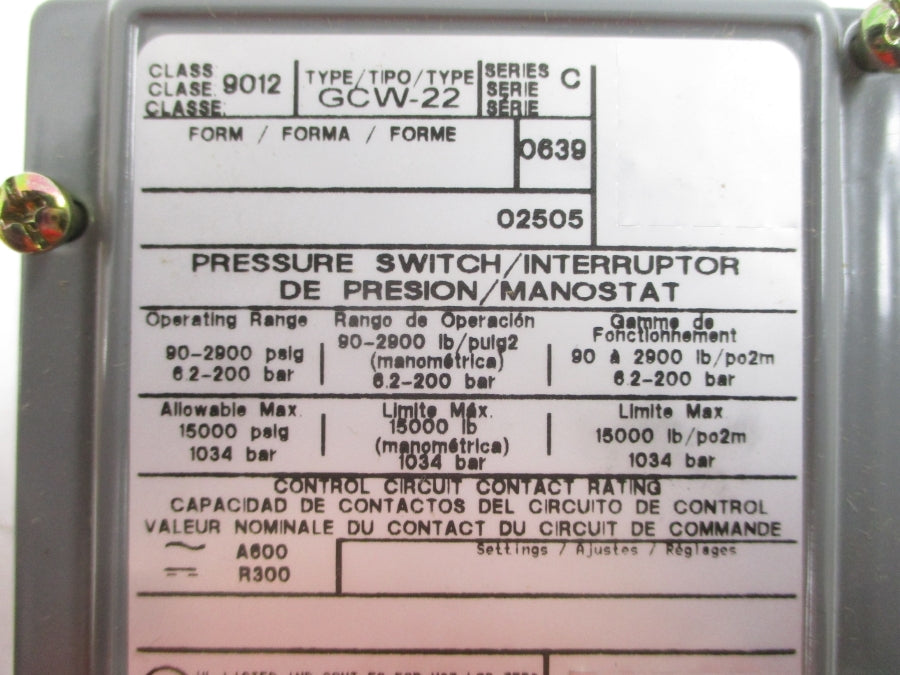 CLASS
CLASE 9012
CLASSE
TYPE/TIPO/TYPE
GCW-22
SERIES
SERIE C
SÉRIE
FORM / FORMA / FORME
0639
02505
PRESSURE SWITCH/INTERRUPTOR
DE PRESION/MANOSTAT
Operating Range
90-2900 psig
6.2-200 bar
Rango de Operación
90-2900 lb/pulg2
(manométrica)
6.2-200 bar
Gamme de
Fonctionnement
90 à 2900 lb/po2m
6.2-200 bar
Allowable Max.
15000 psig
1034 bar
Limite Máx.
15000 lb
(manométrica)
1034 bar
Limite Max
15000 lb/po2m
1034 bar
CONTROL CIRCUIT CONTACT RATING
CAPACIDAD DE CONTACTOS DEL CIRCUITO DE CONTROL
VALEUR NOMINALE DU CONTACT DU CIRCUIT DE COMMANDE
A600
R300
Settings / Ajustes / Réglages